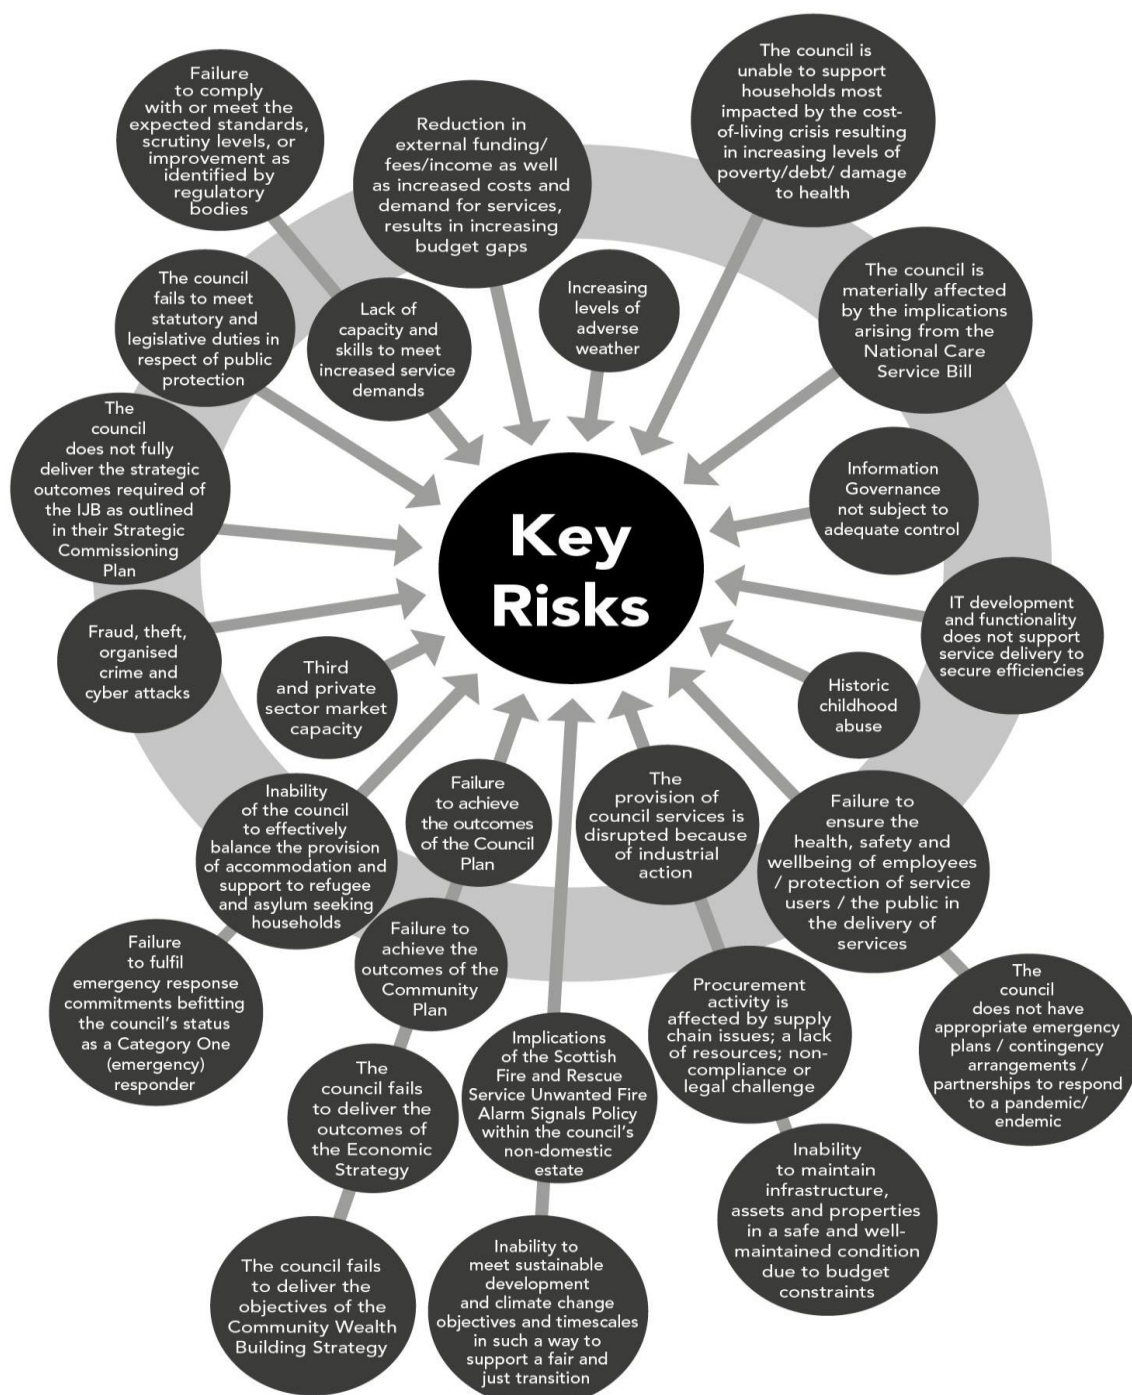 Failure
to comply
with or meet the
expected standards,
scrutiny levels, or
improvement as
identified by
regulatory
bodies
Reduction in
external funding/
fees/income as well
as increased costs and
demand for services,
results in increasing
budget gaps
The council is
unable to support
households most
impacted by the cost-
of-living crisis resulting
in increasing levels of
poverty/debt/ damage
to health
The council
fails to meet
statutory and
legislative duties in
respect of public
protection
Lack of
capacity and
skills to meet
increased service
demands
Increasing
levels of
adverse
weather
The council is
materially affected
by the implications
arising from the
National Care
Service Bill
The
council
does not fully
deliver the strategic
outcomes required of
the IJB as outlined
in their Strategic
Commissioning
Plan
Key
Risks
Information
Governance
not subject to
adequate control
Fraud, theft,
organised
crime and
cyber attacks
Third
and private
sector market
capacity
Historic
childhood
abuse
IT development
and functionality
does not support
service delivery to
secure efficiencies
Inability
of the council
to effectively
balance the provision
of accommodation and
support to refugee
and asylum seeking
households
Failure
to achieve
the outcomes
of the Council
Plan
The
provision of
council services is
disrupted because
of industrial
action
Failure to
ensure the
health, safety and
wellbeing of employees
/ protection of service
users / the public in
the delivery of
services
Failure
to fulfil
emergency response
commitments befitting
the council's status
as a Category One
(emergency)
responder
Failure to
achieve the
outcomes of the
Community
Plan
Implications
of the Scottish
Fire and Rescue
Service Unwanted Fire
Alarm Signals Policy
within the council's
non-domestic
estate
Procurement
activity is
affected by supply
chain issues; a lack
of resources; non-
compliance or
legal challenge
The
council
does not have
appropriate emergency
plans / contingency
arrangements /
partnerships to respond
to a pandemic/
endemic
The
council fails
to deliver the
outcomes of
the Economic
Strategy
Inability
to maintain
infrastructure,
assets and properties
in a safe and well-
maintained condition
due to budget
constraints
The council fails
to deliver the
objectives of the
Community Wealth
Building Strategy
Inability to
meet sustainable
development
and climate change
objectives and timescales
in such a way to
support a fair and
just transition